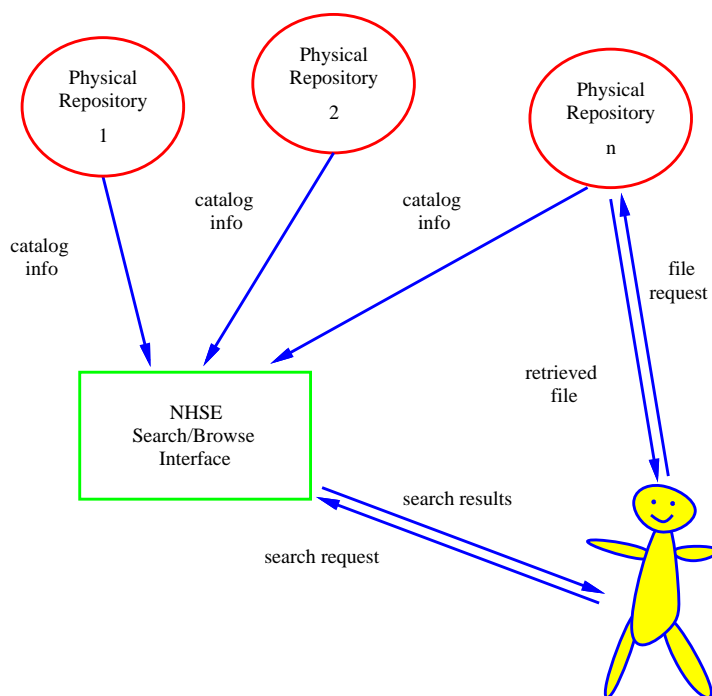 Physical
Repository
1
Physical
Repository
2
Physical
Repository
n
catalog
info
catalog
info
catalog
info
file
request
retrieved
file
NHSE
Search/Browse
Interface
search results
search request